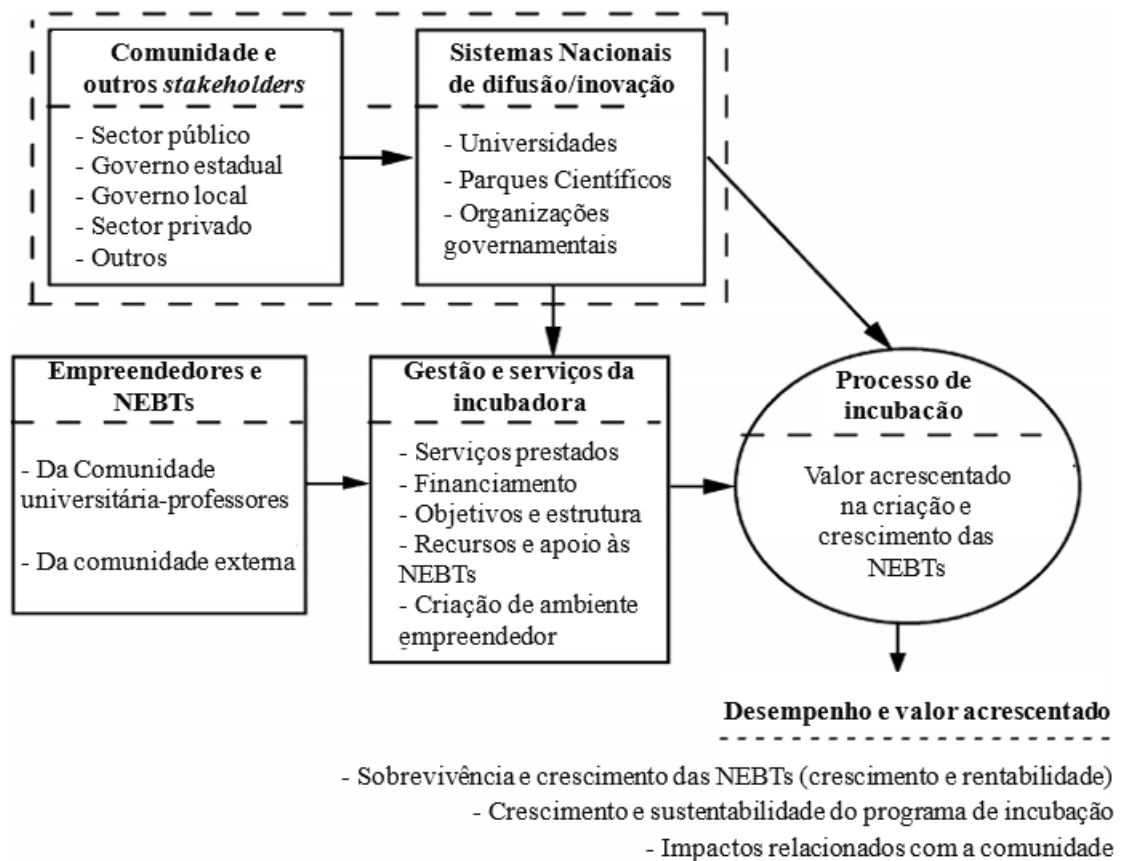 Comunidade e
outros stakeholders
- Sector público
- Governo estadual
- Governo local
- Sector privado
- Outros
Sistemas Nacionais
de difusão/inovação
- Universidades
- Parques Científicos
- Organizações
governamentais
Empreendedores e
NEBTs
- Da Comunidade
universitária-professores
- Da comunidade externa
Gestão e serviços da
incubadora
- Serviços prestados
- Financiamento
- Objetivos e estrutura
- Recursos e apoio às
NEBTs
- Criação de ambiente
empreendedor
Processo de
incubação
Valor acrescentado
na criação e
crescimento das
NEBTs
Desempenho e valor acrescentado
- Sobrevivência e crescimento das NEBTs (crescimento e rentabilidade)
- Crescimento e sustentabilidade do programa de incubação
- Impactos relacionados com a comunidade